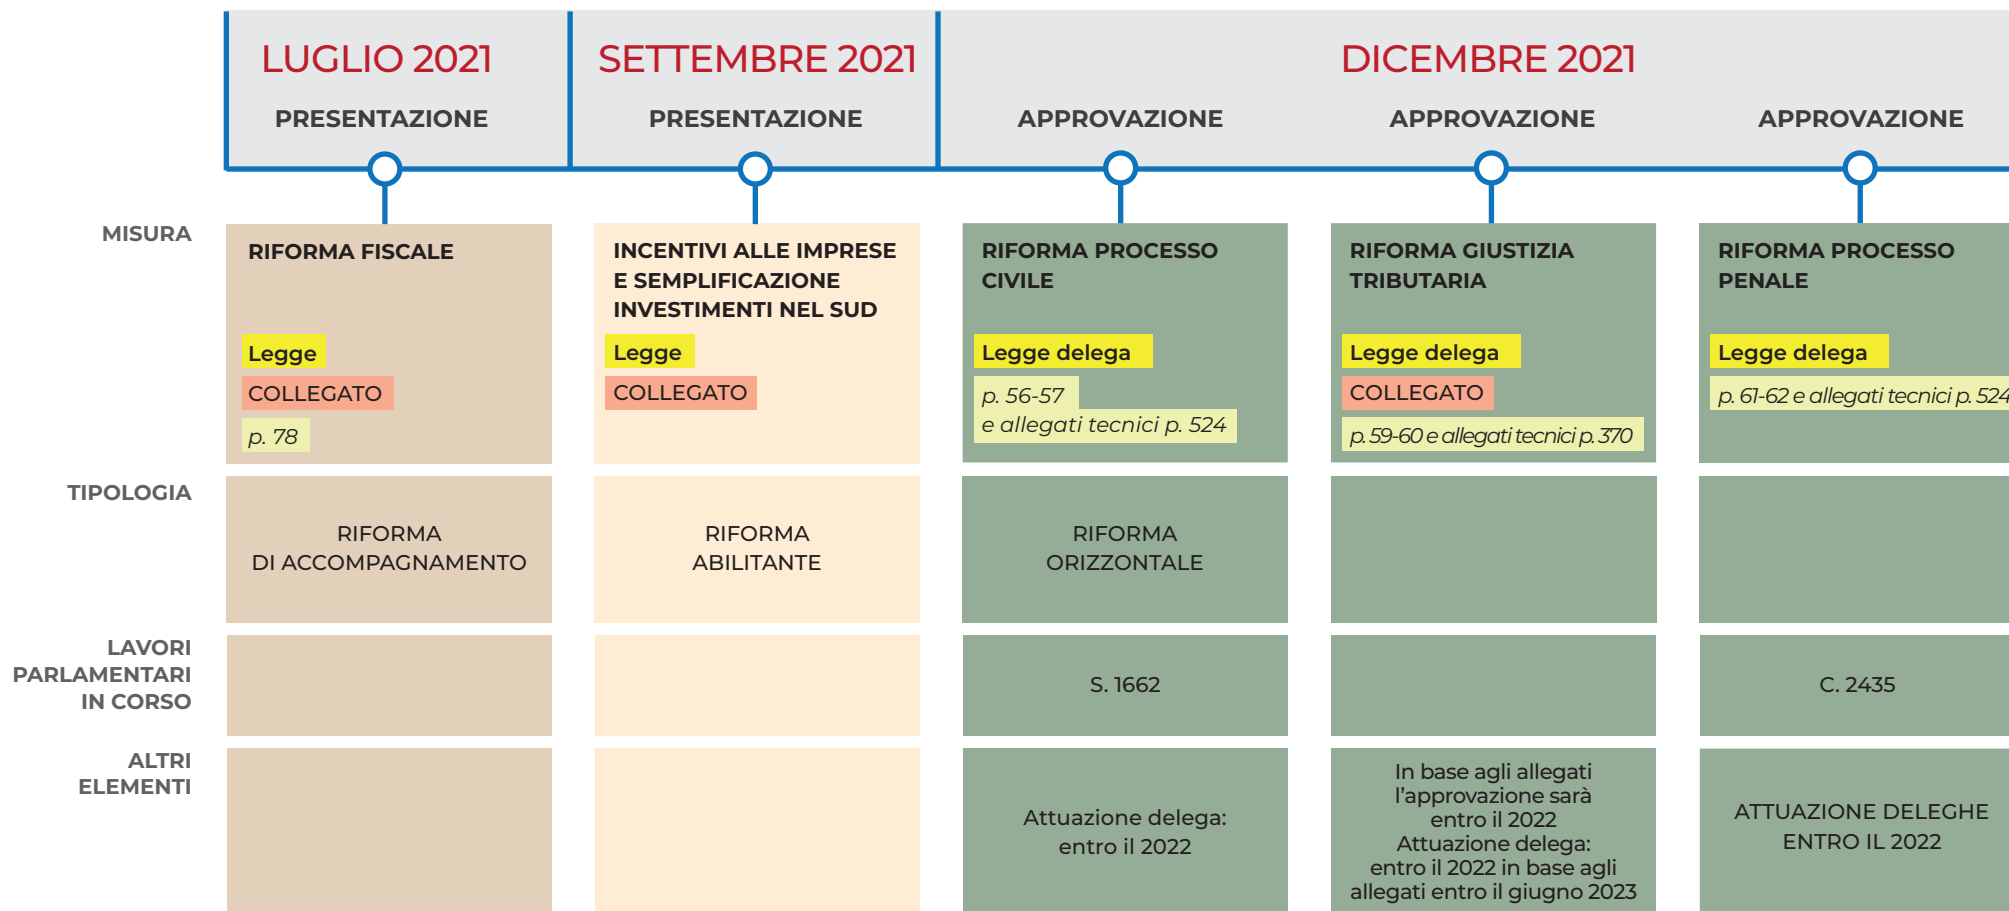 LUGLIO 2021
SETTEMBRE 2021
DICEMBRE 2021
PRESENTAZIONE
PRESENTAZIONE
APPROVAZIONE
APPROVAZIONE
APPROVAZIONE
MISURA
RIFORMA FISCALE
Legge
COLLEGATO
p. 78
INCENTIVI ALLE IMPRESE
E SEMPLIFICAZIONE
INVESTIMENTI NEL SUD
Legge
COLLEGATO
RIFORMA PROCESSO
CIVILE
Legge delega
p. 56-57
e allegati tecnici p. 524
RIFORMA GIUSTIZIA
TRIBUTARIA
Legge delega
COLLEGATO
p. 59-60 e allegati tecnici p. 370
RIFORMA PROCESSO
PENALE
Legge delega
p. 61-62 e allegati tecnici p. 524
TIPOLOGIA
RIFORMA
DI ACCOMPAGNAMENTO
RIFORMA
ABILITANTE
RIFORMA
ORIZZONTALE
LAVORI
PARLAMENTARI
IN CORSO
S. 1662
C. 2435
ALTRI
ELEMENTI
Attuazione delega:
entro il 2022
In base agli allegati
l'approvazione sarà
entro il 2022
Attuazione delega:
entro il 2022 in base agli
allegati entro il giugno 2023
ATTUAZIONE DELEGHE
ENTRO IL 2022